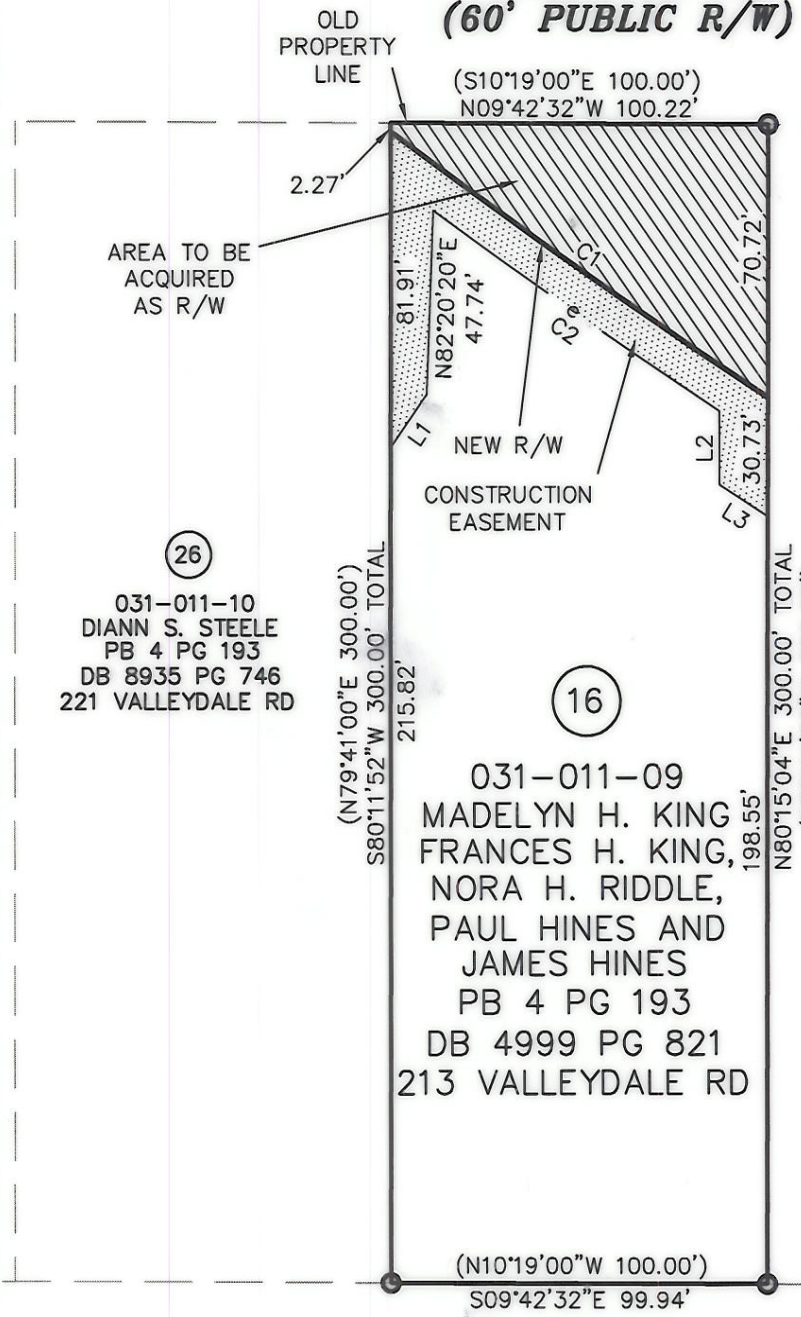 (60' PUBLIC R/W)
OLD
PROPERTY
LINE
(S10°19'00"E 100.00')
N09°42'32"W 100.22'
2.27'
AREA TO BE
ACQUIRED
AS R/W
81.91'
N82°20'20"E
47.74'
C1
C2
70.72'
L1
L2
L3
30.73'
NEW R/W
CONSTRUCTION
EASEMENT
26
031-011-10
DIANN S. STEELE
PB 4 PG 193
DB 8935 PG 746
221 VALLEYDALE RD
(N79°41'00"E 300.00')
S80°11'52"W 300.00' TOTAL
215.82'
16
031-011-09
MADELYN H. KING
FRANCES H. KING,
NORA H. RIDDLE,
PAUL HINES AND
JAMES HINES
PB 4 PG 193
DB 4999 PG 821
213 VALLEYDALE RD
198.55'
N80°15'04"E 300.00' TOTAL
(N10°19'00"W 100.00')
S09°42'32"E 99.94'